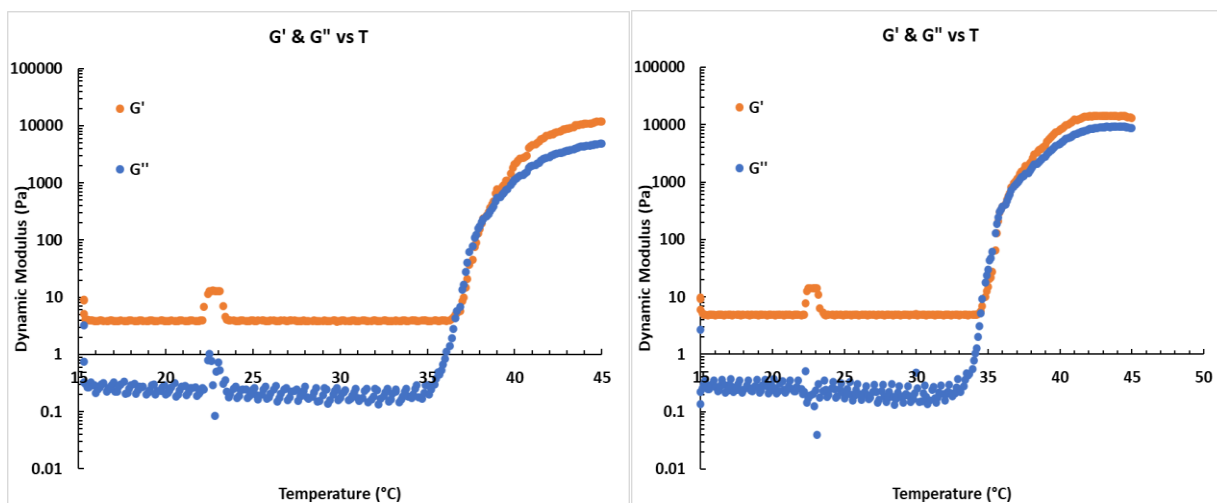 G' & G" vs T
100000
10000
1000
100
10
1
0.1
0.01
G'
G''
Dynamic Modulus (Pa)
15 20 25 30 35 40 45
Temperature (°C)
G' & G" vs T
100000
10000
1000
100
10
1
0.1
0.01
G'
G''
Dynamic Modulus (Pa)
15 20 25 30 35 40 45 50
Temperature (°C)